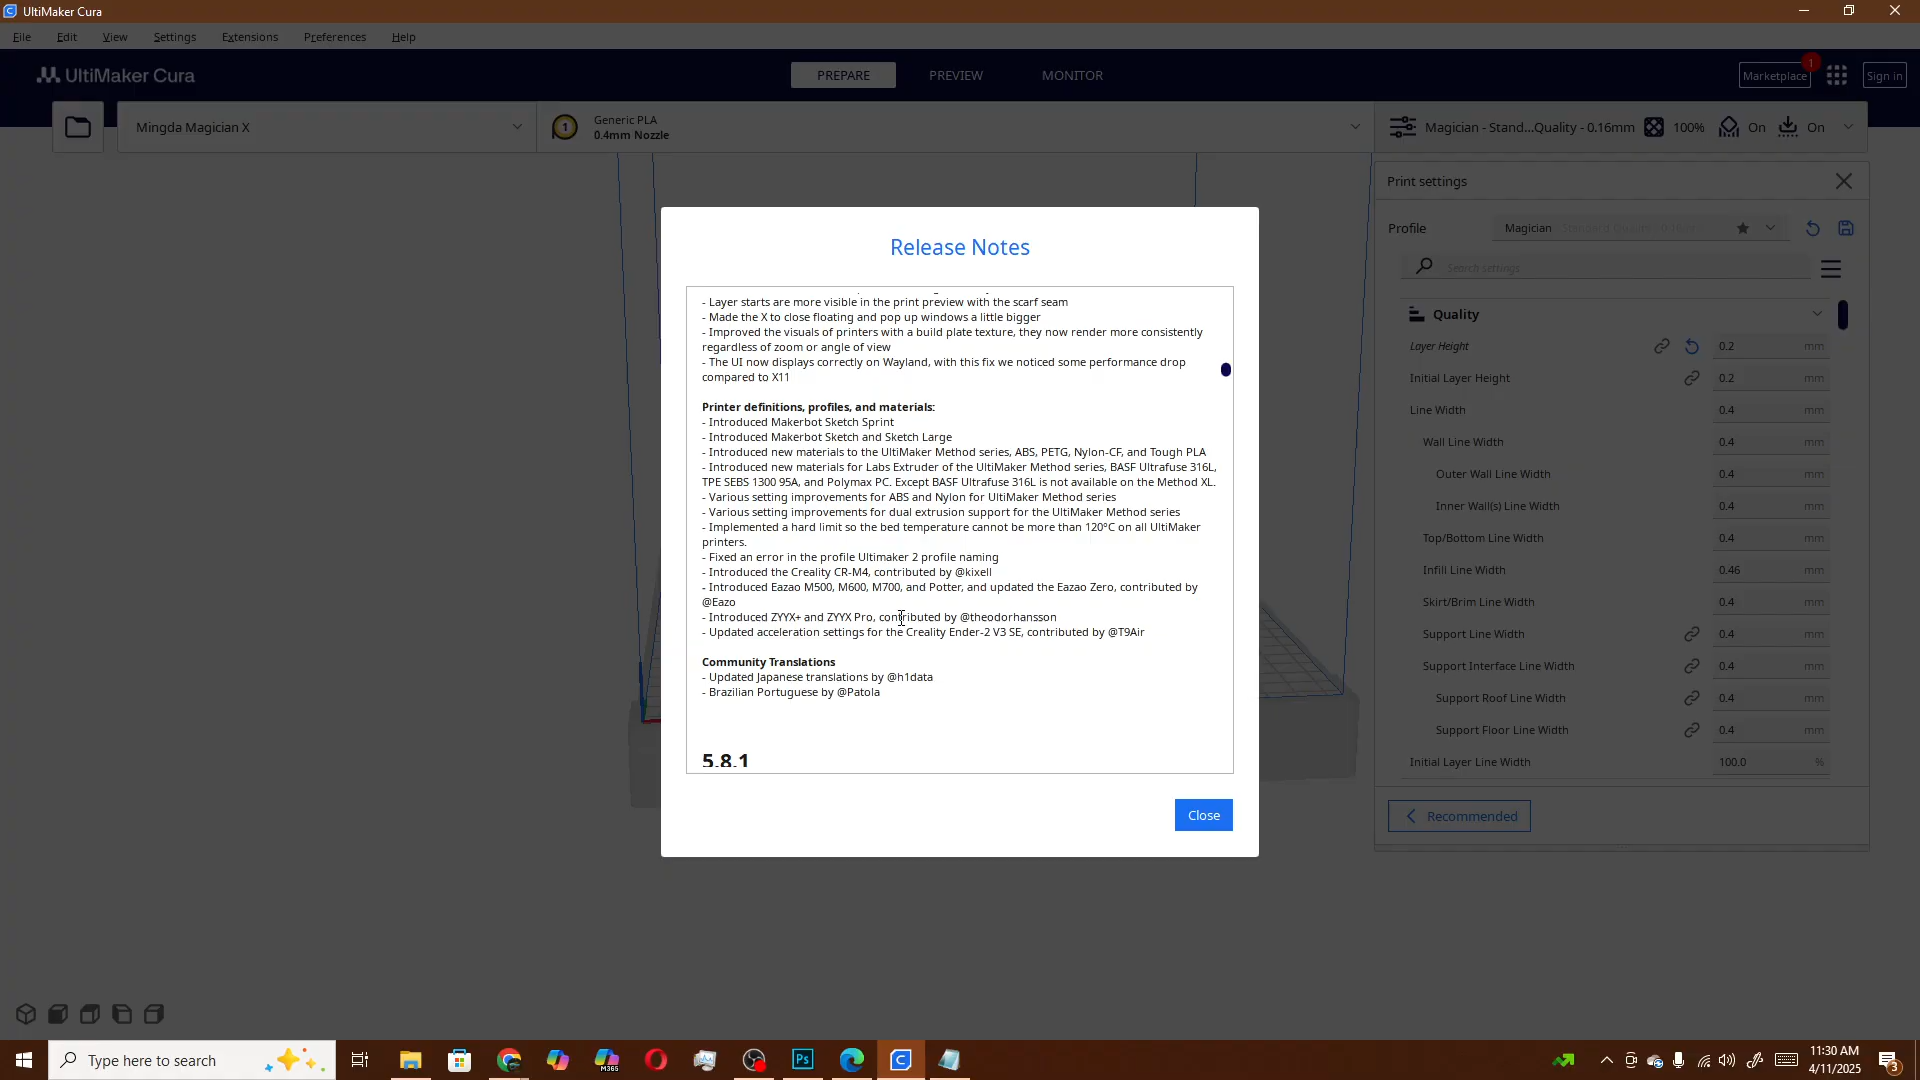 UltiMaker Cura
File Edit View Settings Extensions Preferences Help
UltiMaker Cura
PREPARE PREVIEW MONITOR
Marketplace 1 Sign in
Mingda Magician X
1 Generic PLA
0.4mm Nozzle
Magician - Stand...Quality - 0.16mm 100% On On
Print settings
Profile Magician Standard Quality - 0.16mm
Search settings
Quality
Layer Height 0.2 mm
Initial Layer Height 0.2 mm
Line Width 0.4 mm
Wall Line Width 0.4 mm
Outer Wall Line Width 0.4 mm
Inner Wall(s) Line Width 0.4 mm
Top/Bottom Line Width 0.4 mm
Infill Line Width 0.46 mm
Skirt/Brim Line Width 0.4 mm
Support Line Width 0.4 mm
Support Interface Line Width 0.4 mm
Support Roof Line Width 0.4 mm
Support Floor Line Width 0.4 mm
Initial Layer Line Width 100.0 %
Recommended
Release Notes
- Layer starts are more visible in the print preview with the scarf seam
- Made the X to close floating and pop up windows a little bigger
- Improved the visuals of printers with a build plate texture, they now render more consistently
regardless of zoom or angle of view
- The UI now displays correctly on Wayland, with this fix we noticed some performance drop
compared to X11
Printer definitions, profiles, and materials:
- Introduced Makerbot Sketch Sprint
- Introduced Makerbot Sketch and Sketch Large
- Introduced new materials to the UltiMaker Method series, ABS, PETG, Nylon-CF, and Tough PLA
- Introduced new materials for Labs Extruder of the UltiMaker Method series, BASF Ultrafuse 316L,
TPE SEBS 1300 95A, and Polymax PC. Except BASF Ultrafuse 316L is not available on the Method XL.
- Various setting improvements for ABS and Nylon for UltiMaker Method series
- Various setting improvements for dual extrusion support for the UltiMaker Method series
- Implemented a hard limit so the bed temperature cannot be more than 120°C on all UltiMaker
printers.
- Fixed an error in the profile Ultimaker 2 profile naming
- Introduced the Creality CR-M4, contributed by @kixell
- Introduced Eazao M500, M600, M700, and Potter, and updated the Eazao Zero, contributed by
@Eazo
- Introduced ZYYX+ and ZYYX Pro, contributed by @theodorhansson
- Updated acceleration settings for the Creality Ender-2 V3 SE, contributed by @T9Air
Community Translations
- Updated Japanese translations by @h1data
- Brazilian Portuguese by @Patola
5.8.1
Close
Type here to search
M365
Ps
11:30 AM
4/11/2025
3